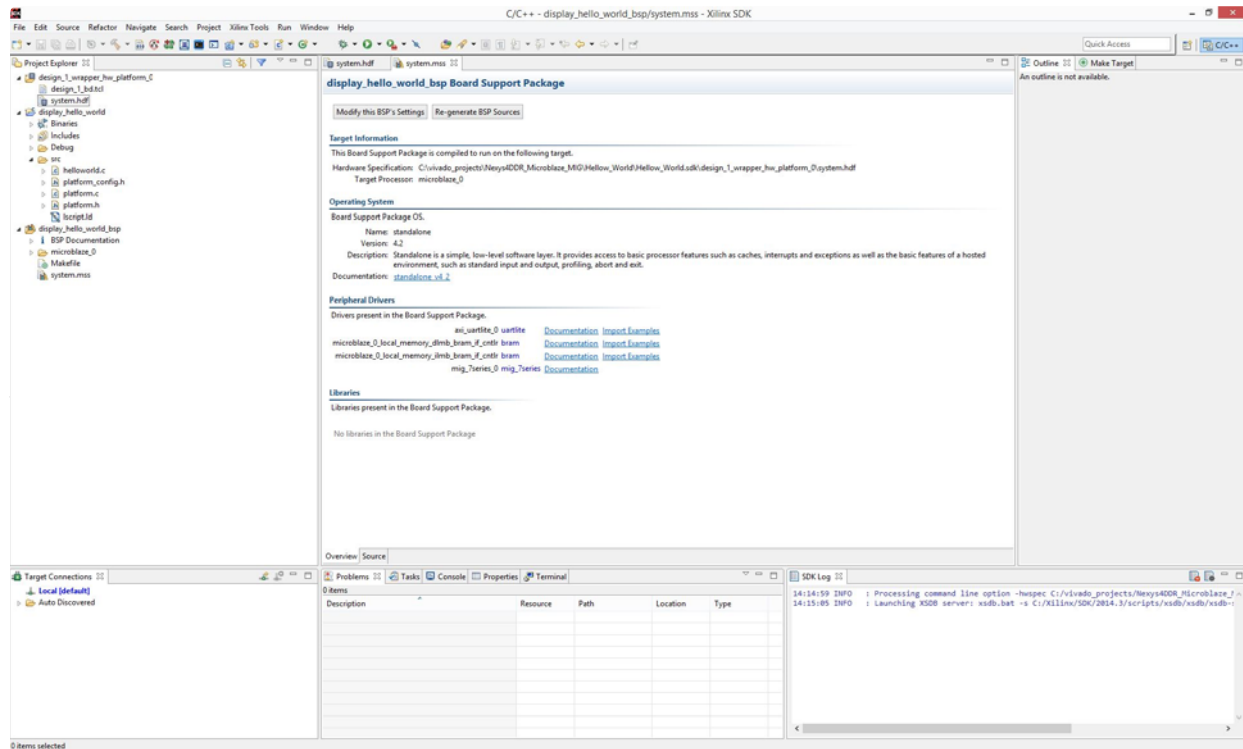 C/C++ - display_hello_world_bsp/system.mss - Xilinx SDK
File Edit Source Refactor Navigate Search Project Xilinx Tools Run Window Help
Quick Access
C/C++
Project Explorer
design_1_wrapper_hw_platform_0
design_1_bd.tcl
system.hdf
display_hello_world
Binaries
Includes
Debug
src
helloworld.c
platform_config.h
platform.c
platform.h
lscript.ld
display_hello_world_bsp
BSP Documentation
microblaze_0
Makefile
system.mss
system.hdf system.mss
display_hello_world_bsp Board Support Package
Modify this BSP's Settings Re-generate BSP Sources
Target Information
This Board Support Package is compiled to run on the following target.
Hardware Specification: C:\vivado_projects\Nexys4DDR_Microblaze_MIG\Hellow_World\Hellow_World.sdk\design_1_wrapper_hw_platform_0\system.hdf
Target Processor: microblaze_0
Operating System
Board Support Package OS.
Name: standalone
Version: 4.2
Description: Standalone is a simple, low-level software layer. It provides access to basic processor features such as caches, interrupts and exceptions as well as the basic features of a hosted
environment, such as standard input and output, profiling, abort and exit.
Documentation: standalone_v4_2
Peripheral Drivers
Drivers present in the Board Support Package.
axi_uartlite_0 uartlite Documentation Import Examples
microblaze_0_local_memory_dlmb_bram_if_cntlr bram Documentation Import Examples
microblaze_0_local_memory_ilmb_bram_if_cntlr bram Documentation Import Examples
mig_7series_0 mig_7series Documentation
Libraries
Libraries present in the Board Support Package.
No libraries in the Board Support Package
Overview Source
Outline Make Target
An outline is not available.
Target Connections
Local [default]
Auto Discovered
Problems Tasks Console Properties Terminal
0 items
Description Resource Path Location Type
SDK Log
14:14:59 INFO : Processing command line option -hwspec C:/vivado_projects/Nexys4DDR_Microblaze_
14:15:05 INFO : Launching XSDB server: xsdb.bat -s C:/Xilinx/SDK/2014.3/scripts/xsdb/xsdb/xsdb-
0 items selected